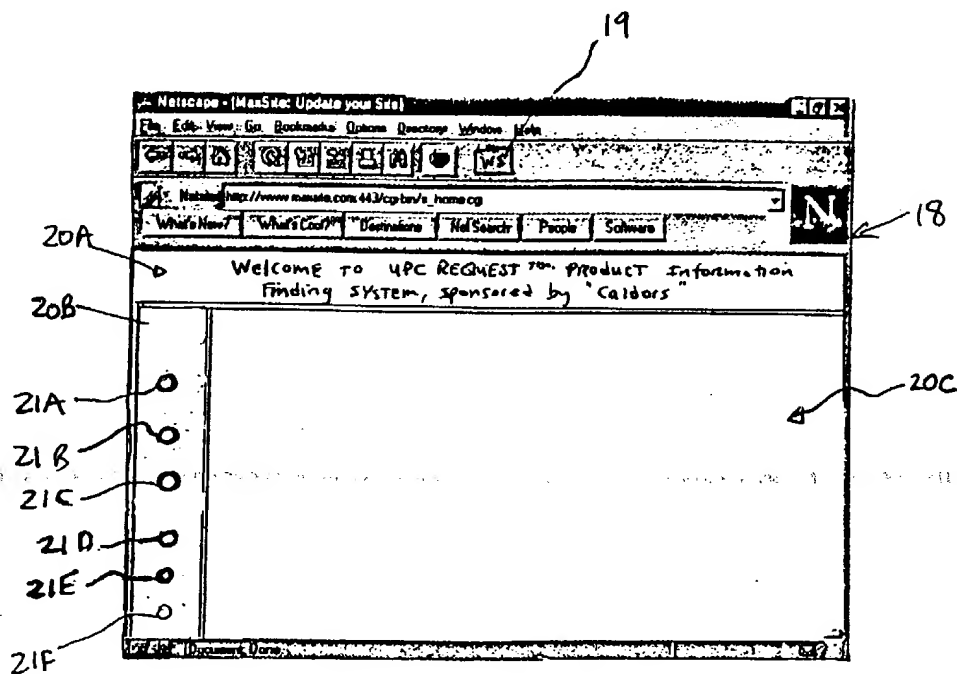 19
Netscape - [MaxSite: Update your Site]
File Edit View Go Bookmarks Options Directory Window Help
WS
http://www.maxsite.com:443/cgi-bin/s_home.cgi
N
18
What's New? What's Cool? Destinations Net Search People Software
20A
Welcome to UPC REQUEST™ PRODUCT Information
Finding SYSTEM, sponsored by "Caldors"
20B
21A
20C
21B
21C
21D
21E
21F
Document Done